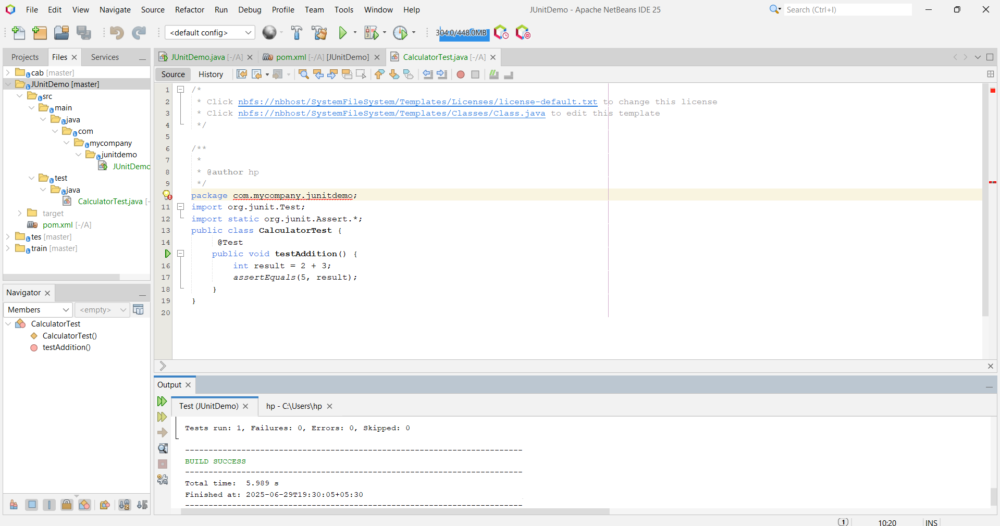 File Edit View Navigate Source Refactor Run Debug Profile Team Tools Window Help JUnitDemo - Apache NetBeans IDE 25 Search (Ctrl+I)
<default config> 304.0/448.0MB
Projects Files Services
cab [master]
JUnitDemo [master]
src
main
java
com
mycompany
junitdemo
JUnitDemo
test
java
CalculatorTest.java [-
target
pom.xml [-/A]
tes [master]
train [master]
Navigator
Members <empty>
CalculatorTest
CalculatorTest()
testAddition()
JUnitDemo.java [-/A] pom.xml [-/A] [JUnitDemo] CalculatorTest.java [-/A]
Source History
1 /*
2 * Click nbfs://nbhost/SystemFileSystem/Templates/Licenses/license-default.txt to change this license
3 * Click nbfs://nbhost/SystemFileSystem/Templates/Classes/Class.java to edit this template
4 */
5
6 /**
7 *
8 * @author hp
9 */
package com.mycompany.junitdemo;
11 import org.junit.Test;
12 import static org.junit.Assert.*;
13 public class CalculatorTest {
14 @Test
public void testAddition() {
16 int result = 2 + 3;
17 assertEquals(5, result);
18 }
19 }
20
Output
Test (JUnitDemo) hp - C:\Users\hp
Tests run: 1, Failures: 0, Errors: 0, Skipped: 0
------------------------------------------------------------------------
BUILD SUCCESS
------------------------------------------------------------------------
Total time: 5.989 s
Finished at: 2025-06-29T19:30:05+05:30
------------------------------------------------------------------------
1 10:20 INS